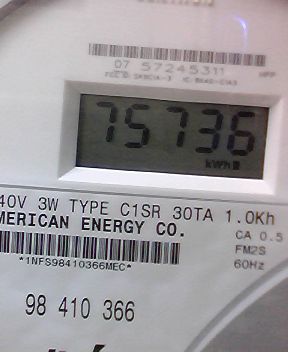 07 57245311
75736
kWh
40V 3W TYPE C1SR 30TA 1.0Kh
MERICAN ENERGY CO.
CA 0.5
FM2S
*1NFS98410366MEC*
60Hz
98 410 366